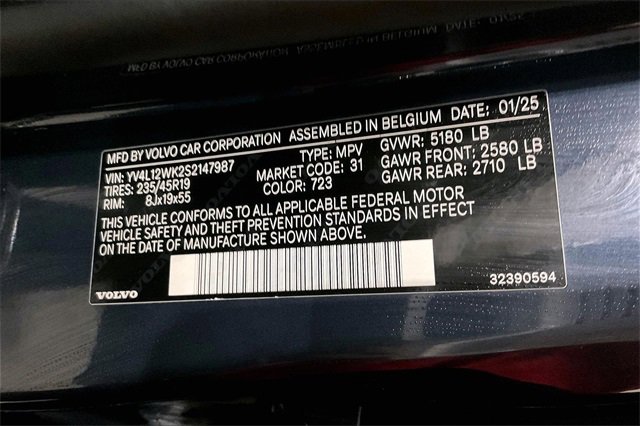 MFD BY VOLVO CAR CORPORATION ASSEMBLED IN BELGIUM DATE: 01/25
VIN: YV4L12WK2S2147987 TYPE: MPV GVWR: 5180 LB
TIRES: 235/45R19 MARKET CODE: 31 GAWR FRONT: 2580 LB
RIM: 8Jx19x55 COLOR: 723 GAWR REAR: 2710 LB
THIS VEHICLE CONFORMS TO ALL APPLICABLE FEDERAL MOTOR
VEHICLE SAFETY AND THEFT PREVENTION STANDARDS IN EFFECT
ON THE DATE OF MANUFACTURE SHOWN ABOVE.
VOLVO 32390594